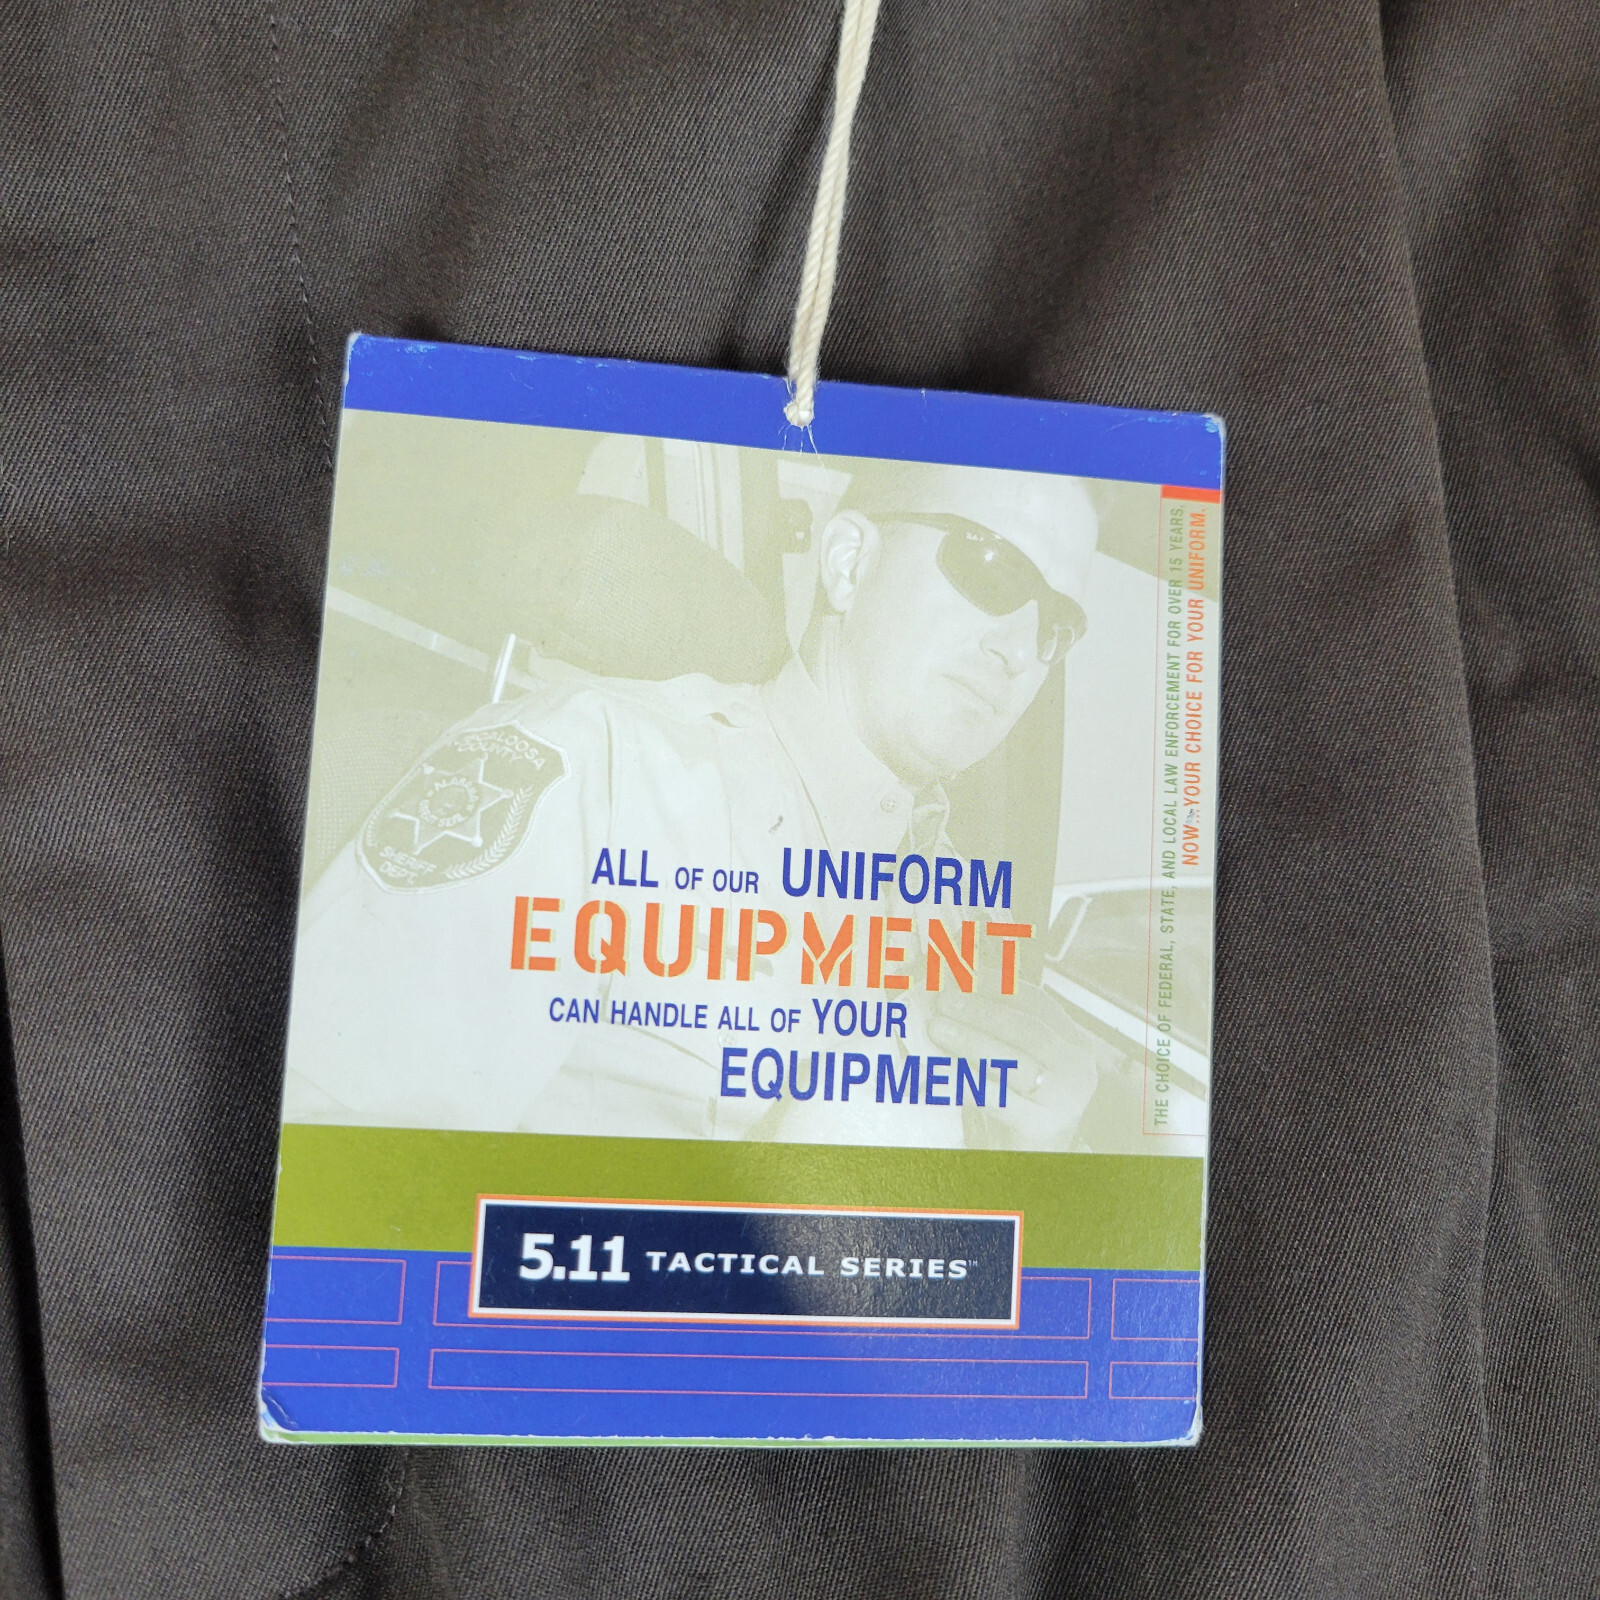 ALL OF OUR UNIFORM
EQUIPMENT
CAN HANDLE ALL OF YOUR
EQUIPMENT
5.11 TACTICAL SERIES™
THE CHOICE OF FEDERAL, STATE, AND LOCAL LAW ENFORCEMENT FOR OVER 15 YEARS.
NOW...YOUR CHOICE FOR YOUR UNIFORM.
COUNTY
SHERIFF
DEPT.